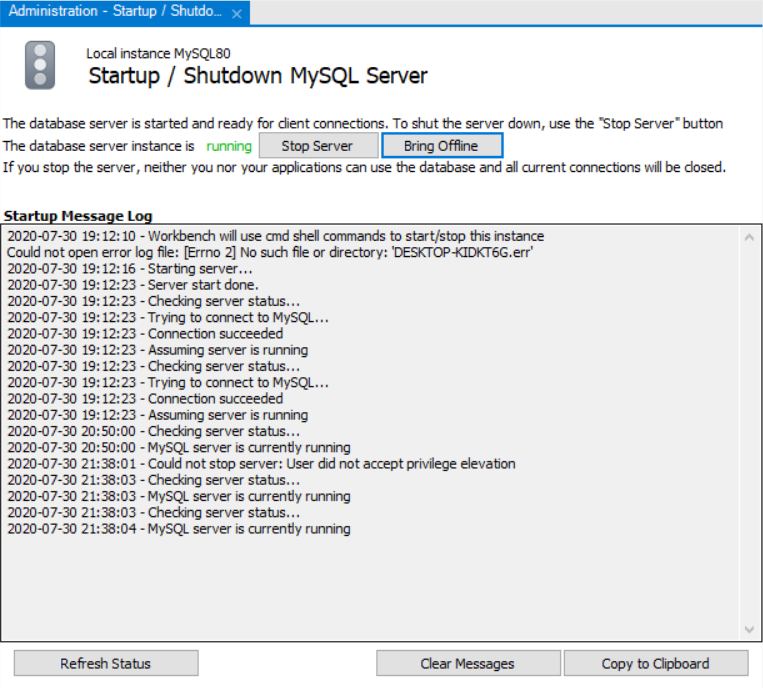 Administration - Startup / Shutdo...
Local instance MySQL80
Startup / Shutdown MySQL Server
The database server is started and ready for client connections. To shut the server down, use the "Stop Server" button
The database server instance is running Stop Server Bring Offline
If you stop the server, neither you nor your applications can use the database and all current connections will be closed.
Startup Message Log
2020-07-30 19:12:10 - Workbench will use cmd shell commands to start/stop this instance
Could not open error log file: [Errno 2] No such file or directory: 'DESKTOP-KIDKT6G.err'
2020-07-30 19:12:16 - Starting server...
2020-07-30 19:12:23 - Server start done.
2020-07-30 19:12:23 - Checking server status...
2020-07-30 19:12:23 - Trying to connect to MySQL...
2020-07-30 19:12:23 - Connection succeeded
2020-07-30 19:12:23 - Assuming server is running
2020-07-30 19:12:23 - Checking server status...
2020-07-30 19:12:23 - Trying to connect to MySQL...
2020-07-30 19:12:23 - Connection succeeded
2020-07-30 19:12:23 - Assuming server is running
2020-07-30 20:50:00 - Checking server status...
2020-07-30 20:50:00 - MySQL server is currently running
2020-07-30 21:38:01 - Could not stop server: User did not accept privilege elevation
2020-07-30 21:38:03 - Checking server status...
2020-07-30 21:38:03 - MySQL server is currently running
2020-07-30 21:38:03 - Checking server status...
2020-07-30 21:38:04 - MySQL server is currently running
Refresh Status Clear Messages Copy to Clipboard